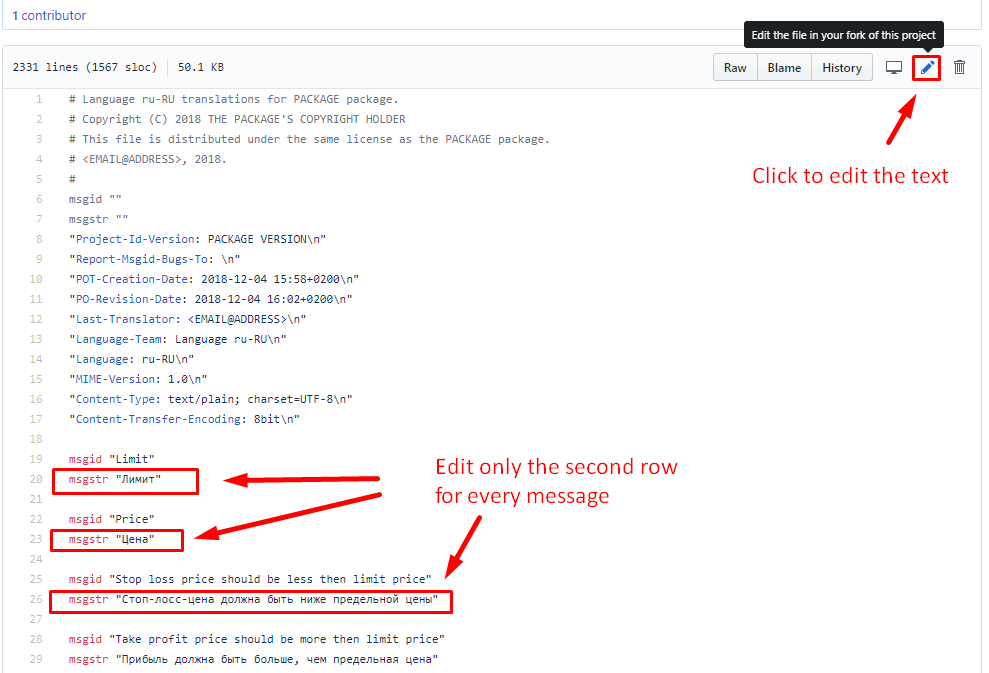 1 contributor
Edit the file in your fork of this project
2331 lines (1567 sloc) 50.1 KB Raw Blame History
1 # Language ru-RU translations for PACKAGE package.
2 # Copyright (C) 2018 THE PACKAGE'S COPYRIGHT HOLDER
3 # This file is distributed under the same license as the PACKAGE package.
4 # <EMAIL@ADDRESS>, 2018.
5 #
6 msgid ""
7 msgstr ""
8 "Project-Id-Version: PACKAGE VERSION\n"
9 "Report-Msgid-Bugs-To: \n"
10 "POT-Creation-Date: 2018-12-04 15:58+0200\n"
11 "PO-Revision-Date: 2018-12-04 16:02+0200\n"
12 "Last-Translator: <EMAIL@ADDRESS>\n"
13 "Language-Team: Language ru-RU\n"
14 "Language: ru-RU\n"
15 "MIME-Version: 1.0\n"
16 "Content-Type: text/plain; charset=UTF-8\n"
17 "Content-Transfer-Encoding: 8bit\n"
18
19 msgid "Limit"
20 msgstr "Лимит"
21
22 msgid "Price"
23 msgstr "Цена"
24
25 msgid "Stop loss price should be less then limit price"
26 msgstr "Стоп-лосс-цена должна быть ниже предельной цены"
27
28 msgid "Take profit price should be more then limit price"
29 msgstr "Прибыль должна быть больше, чем предельная цена"
Click to edit the text
Edit only the second row
for every message